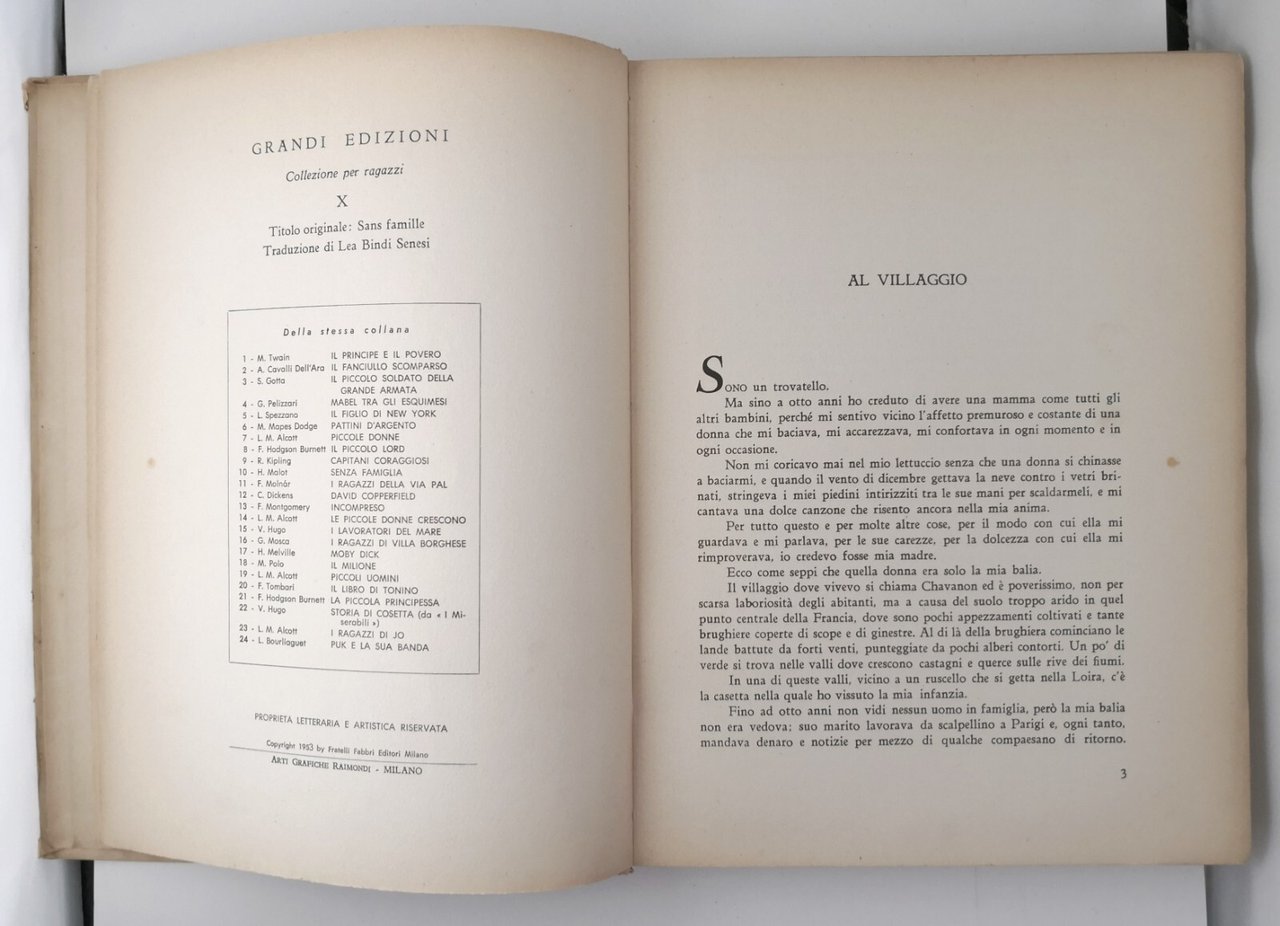 GRANDI EDIZIONI
Collezione per ragazzi
X
Titolo originale: Sans famille
Traduzione di Lea Bindi Senesi
Della stessa collana
1 - M. Twain IL PRINCIPE E IL POVERO
2 - A. Cavalli Dell'Ara IL FANCIULLO SCOMPARSO
3 - S. Gotta IL PICCOLO SOLDATO DELLA
GRANDE ARMATA
4 - G. Pelizzari MABEL TRA GLI ESQUIMESI
5 - L. Spezzana IL FIGLIO DI NEW YORK
6 - M. Mapes Dodge PATTINI D'ARGENTO
7 - L. M. Alcott PICCOLE DONNE
8 - F. Hodgson Burnett IL PICCOLO LORD
9 - R. Kipling CAPITANI CORAGGIOSI
10 - H. Malot SENZA FAMIGLIA
11 - F. Molnár I RAGAZZI DELLA VIA PAL
12 - C. Dickens DAVID COPPERFIELD
13 - F. Montgomery INCOMPRESO
14 - L. M. Alcott LE PICCOLE DONNE CRESCONO
15 - V. Hugo I LAVORATORI DEL MARE
16 - G. Mosca I RAGAZZI DI VILLA BORGHESE
17 - H. Melville MOBY DICK
18 - M. Polo IL MILIONE
19 - L. M. Alcott PICCOLI UOMINI
20 - F. Tombari IL LIBRO DI TONINO
21 - F. Hodgson Burnett LA PICCOLA PRINCIPESSA
22 - V. Hugo STORIA DI COSETTA (da « I Mi-
serabili »)
23 - L. M. Alcott I RAGAZZI DI JO
24 - L. Bourliaguet PUK E LA SUA BANDA
PROPRIETA LETTERARIA E ARTISTICA RISERVATA
Copyright 1953 by Fratelli Fabbri Editori Milano
ARTI GRAFICHE RAIMONDI - MILANO
AL VILLAGGIO
SONO un trovatello.
Ma sino a otto anni ho creduto di avere una mamma come tutti gli
altri bambini, perché mi sentivo vicino l'affetto premuroso e costante di una
donna che mi baciava, mi accarezzava, mi confortava in ogni momento e in
ogni occasione.
Non mi coricavo mai nel mio lettuccio senza che una donna si chinasse
a baciarmi, e quando il vento di dicembre gettava la neve contro i vetri bri-
nati, stringeva i miei piedini intirizziti tra le sue mani per scaldarmeli, e mi
cantava una dolce canzone che risento ancora nella mia anima.
Per tutto questo e per molte altre cose, per il modo con cui ella mi
guardava e mi parlava, per le sue carezze, per la dolcezza con cui ella mi
rimproverava, io credevo fosse mia madre.
Ecco come seppi che quella donna era solo la mia balia.
Il villaggio dove vivevo si chiama Chavanon ed è poverissimo, non per
scarsa laboriosità degli abitanti, ma a causa del suolo troppo arido in quel
punto centrale della Francia, dove sono pochi appezzamenti coltivati e tante
brughiere coperte di scope e di ginestre. Al di là della brughiera cominciano le
lande battute da forti venti, punteggiate da pochi alberi contorti. Un po' di
verde si trova nelle valli dove crescono castagni e querce sulle rive dei fiumi.
In una di queste valli, vicino a un ruscello che si getta nella Loira, c'è
la casetta nella quale ho vissuto la mia infanzia.
Fino ad otto anni non vidi nessun uomo in famiglia, però la mia balia
non era vedova; suo marito lavorava da scalpellino a Parigi e, ogni tanto,
mandava denaro e notizie per mezzo di qualche compaesano di ritorno.
3